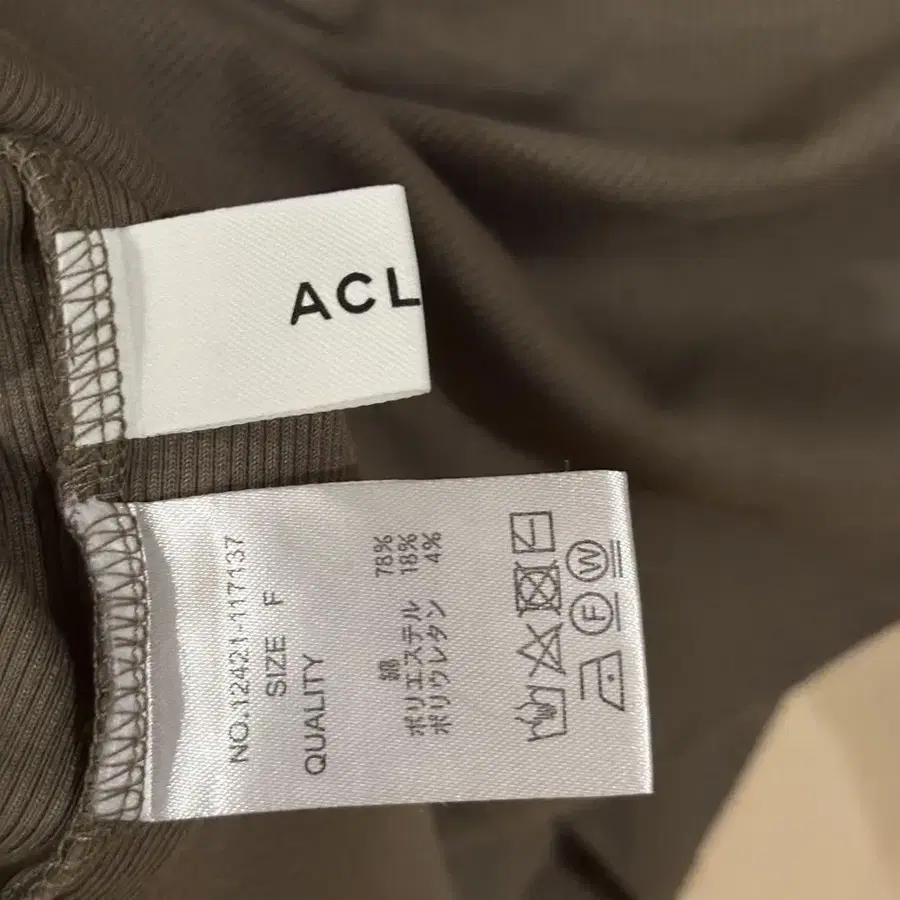 ACL
NO.12421-117137
SIZE F
QUALITY
綿 78%
ポリエステル 18%
ポリウレタン 4%
F W